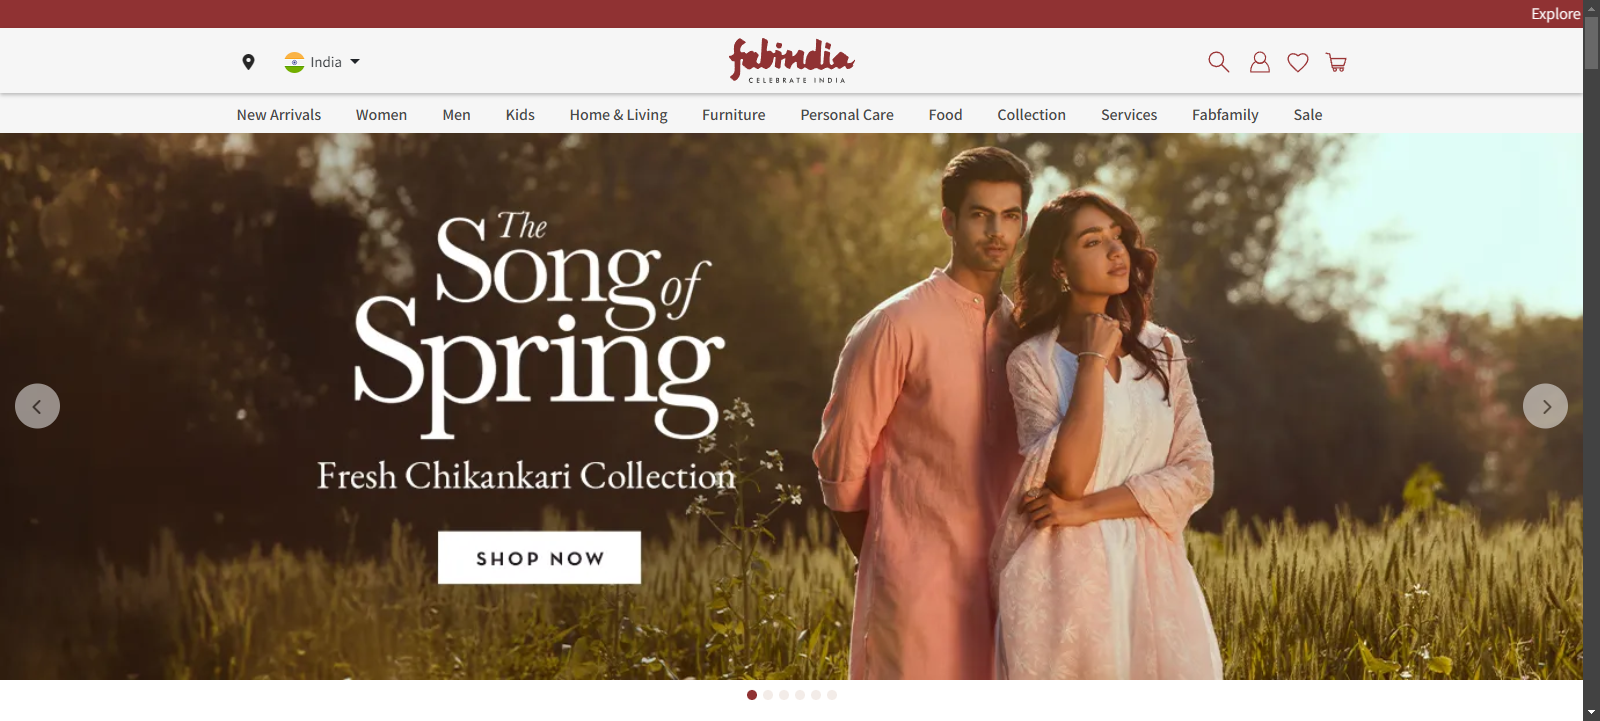 Explore
India
fabindia
CELEBRATE INDIA
New Arrivals Women Men Kids Home & Living Furniture Personal Care Food Collection Services Fabfamily Sale
The
Song of
Spring
Fresh Chikankari Collection
SHOP NOW